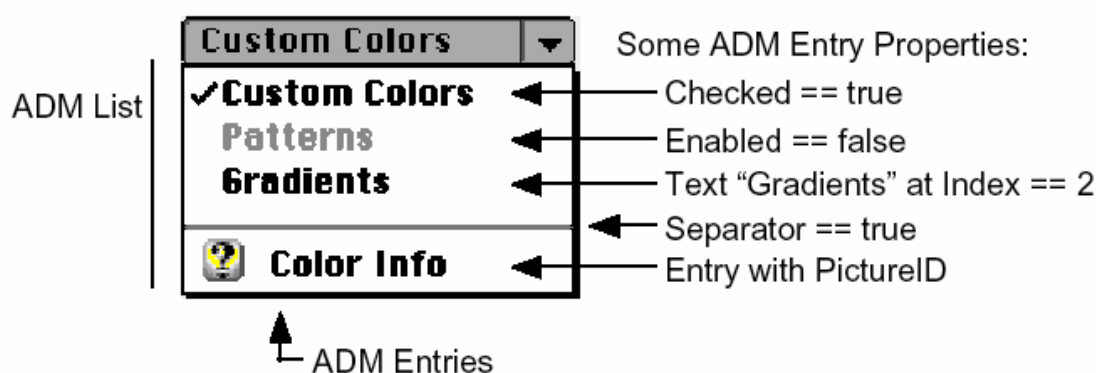 Custom Colors
Some ADM Entry Properties:
ADM List
✓Custom Colors
Checked == true
Patterns
Enabled == false
Gradients
Text “Gradients” at Index == 2
Separator == true
Color Info
Entry with PictureID
ADM Entries